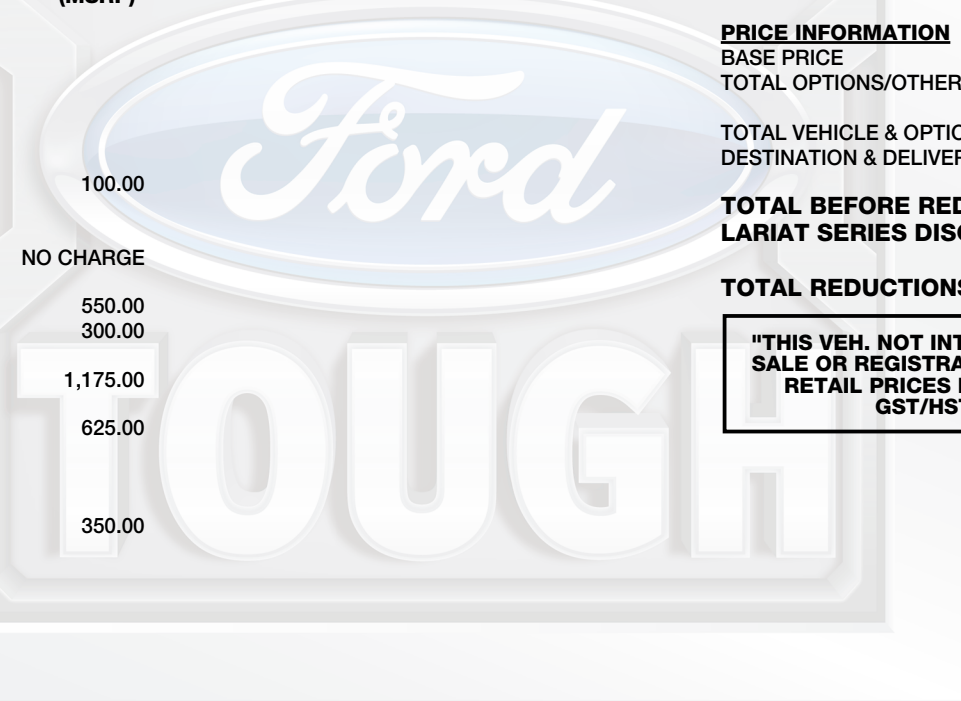 (MSRP)
100.00
NO CHARGE
550.00
300.00
1,175.00
625.00
350.00
PRICE INFORMATION
BASE PRICE
TOTAL OPTIONS/OTHER
TOTAL VEHICLE & OPTIO
DESTINATION & DELIVER
TOTAL BEFORE RED
LARIAT SERIES DISC
TOTAL REDUCTIONS
"THIS VEH. NOT INT
SALE OR REGISTRA
RETAIL PRICES I
GST/HST
Ford
TOUGH